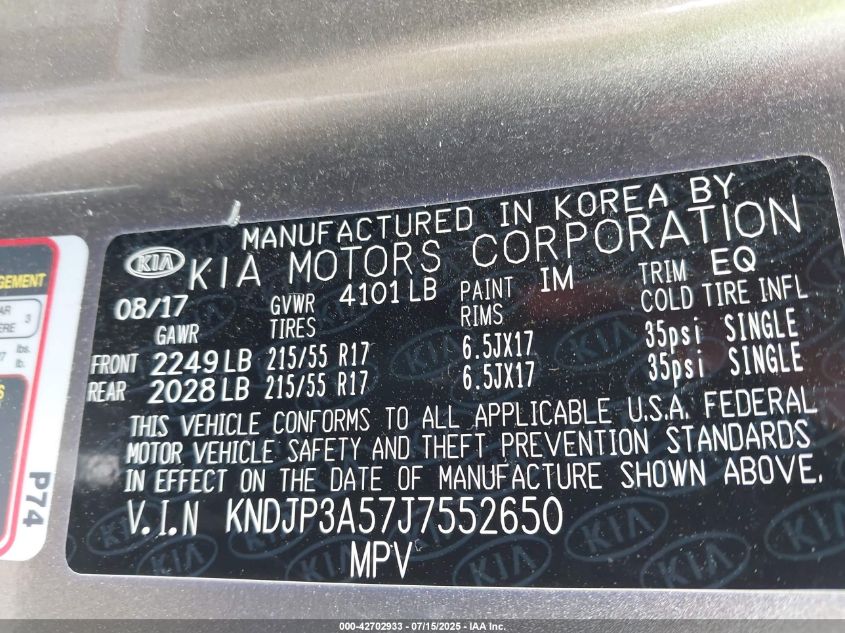 MANUFACTURED IN KOREA BY
KIA KIA MOTORS CORPORATION
08/17 GVWR 4101 LB PAINT IM TRIM EQ
GAWR TIRES RIMS COLD TIRE INFL
FRONT 2249 LB 215/55 R17 6.5JX17 35psi SINGLE
REAR 2028 LB 215/55 R17 6.5JX17 35psi SINGLE
THIS VEHICLE CONFORMS TO ALL APPLICABLE U.S.A. FEDERAL
MOTOR VEHICLE SAFETY AND THEFT PREVENTION STANDARDS
IN EFFECT ON THE DATE OF MANUFACTURE SHOWN ABOVE.
V.I.N KNDJP3A57J7552650
MPV
P74
000-42702933 - 07/15/2025 - IAA Inc.